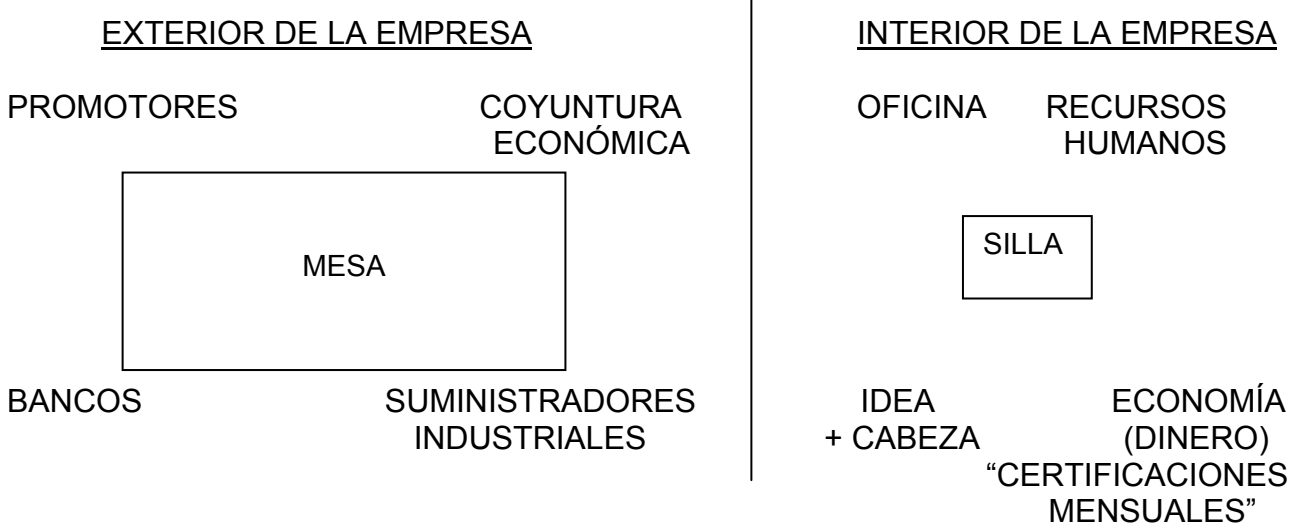 EXTERIOR DE LA EMPRESA
PROMOTORES
COYUNTURA
ECONÓMICA
MESA
BANCOS
SUMINISTRADORES
INDUSTRIALES
INTERIOR DE LA EMPRESA
OFICINA
RECURSOS
HUMANOS
SILLA
IDEA
+ CABEZA
ECONOMÍA
(DINERO)
“CERTIFICACIONES
MENSUALES”